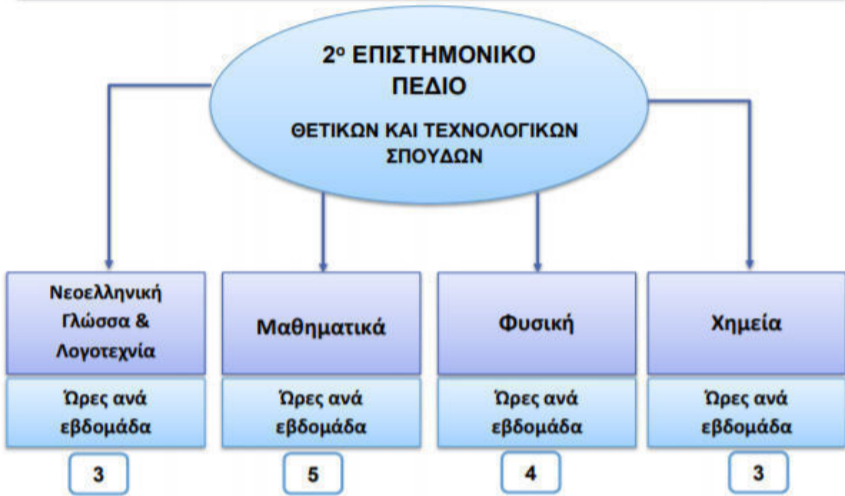 2ο ΕΠΙΣΤΗΜΟΝΙΚΟ
ΠΕΔΙΟ
ΘΕΤΙΚΩΝ ΚΑΙ ΤΕΧΝΟΛΟΓΙΚΩΝ
ΣΠΟΥΔΩΝ
Νεοελληνική
Γλώσσα &
Λογοτεχνία
Ώρες ανά
εβδομάδα
3
Μαθηματικά
Ώρες ανά
εβδομάδα
5
Φυσική
Ώρες ανά
εβδομάδα
4
Χημεία
Ώρες ανά
εβδομάδα
3